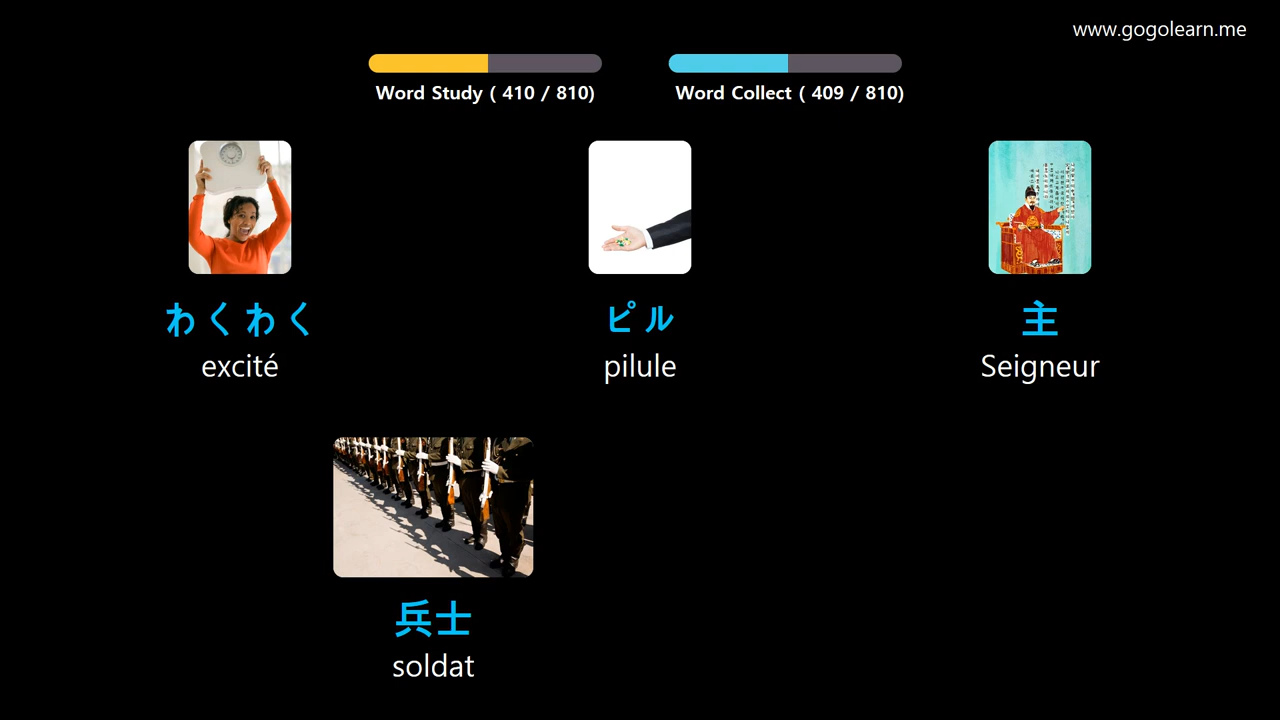 www.gogolearn.me
Word Study ( 410 / 810)
Word Collect ( 409 / 810)
わくわく
excité
ピル
pilule
主
Seigneur
兵士
soldat